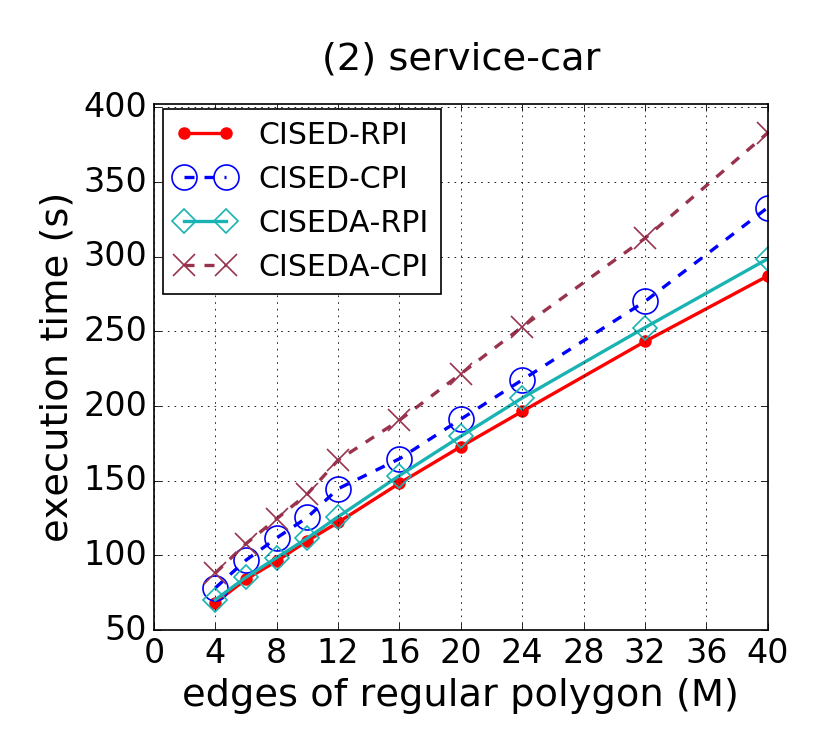 (2) service-car
400
350
300
250
200
150
100
50
execution time (s)
CISED-RPI
CISED-CPI
CISEDA-RPI
CISEDA-CPI
0 4 8 12 16 20 24 28 32 36 40
edges of regular polygon (M)